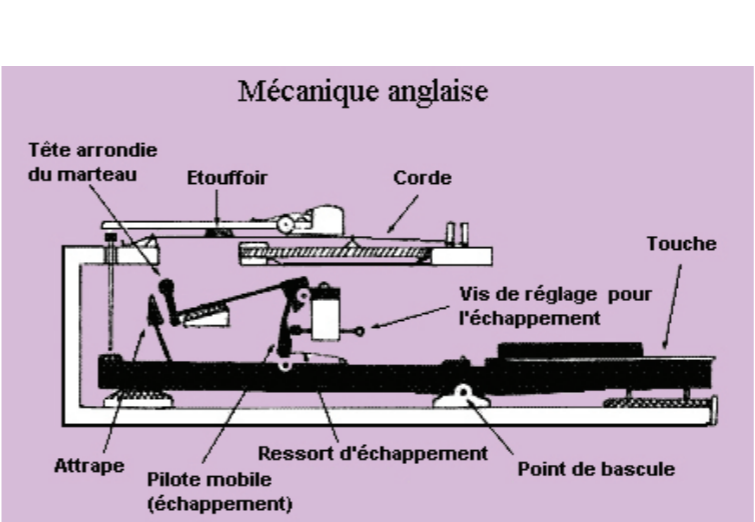 Mécanique anglaise
Tête arrondie
du marteau
Etouffoir
Corde
Touche
Vis de réglage pour
l'échappement
Attrape
Pilote mobile
(échappement)
Ressort d'échappement
Point de bascule